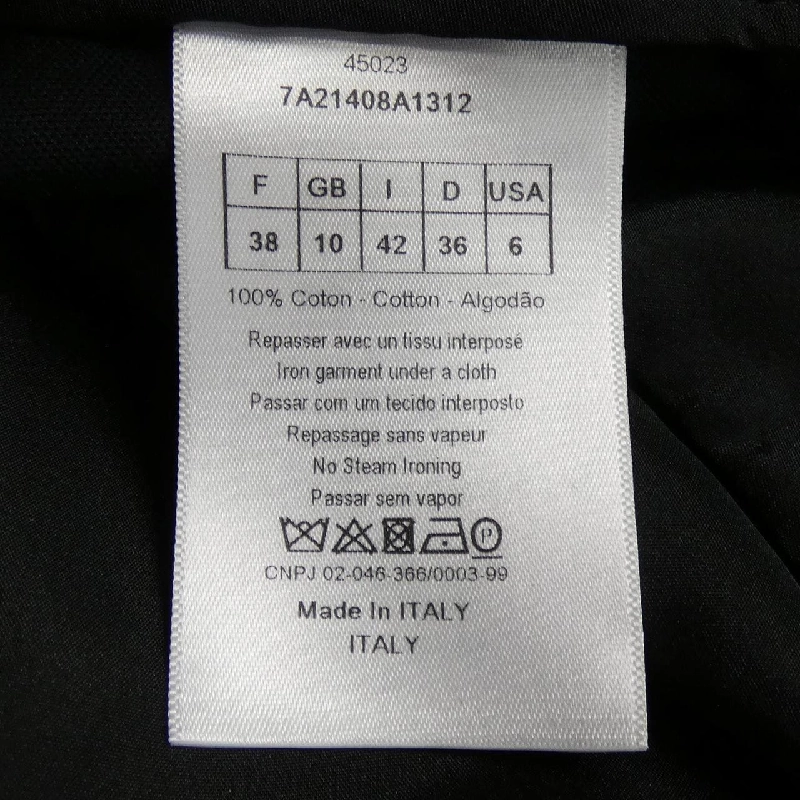 45023
7A21408A1312
F GB I D USA
38 10 42 36 6
100% Coton - Cotton - Algodão
Repasser avec un tissu interposé
Iron garment under a cloth
Passar com um tecido interposto
Repassage sans vapeur
No Steam Ironing
Passar sem vapor
P
CNPJ 02-046-366/0003-99
Made In ITALY
ITALY